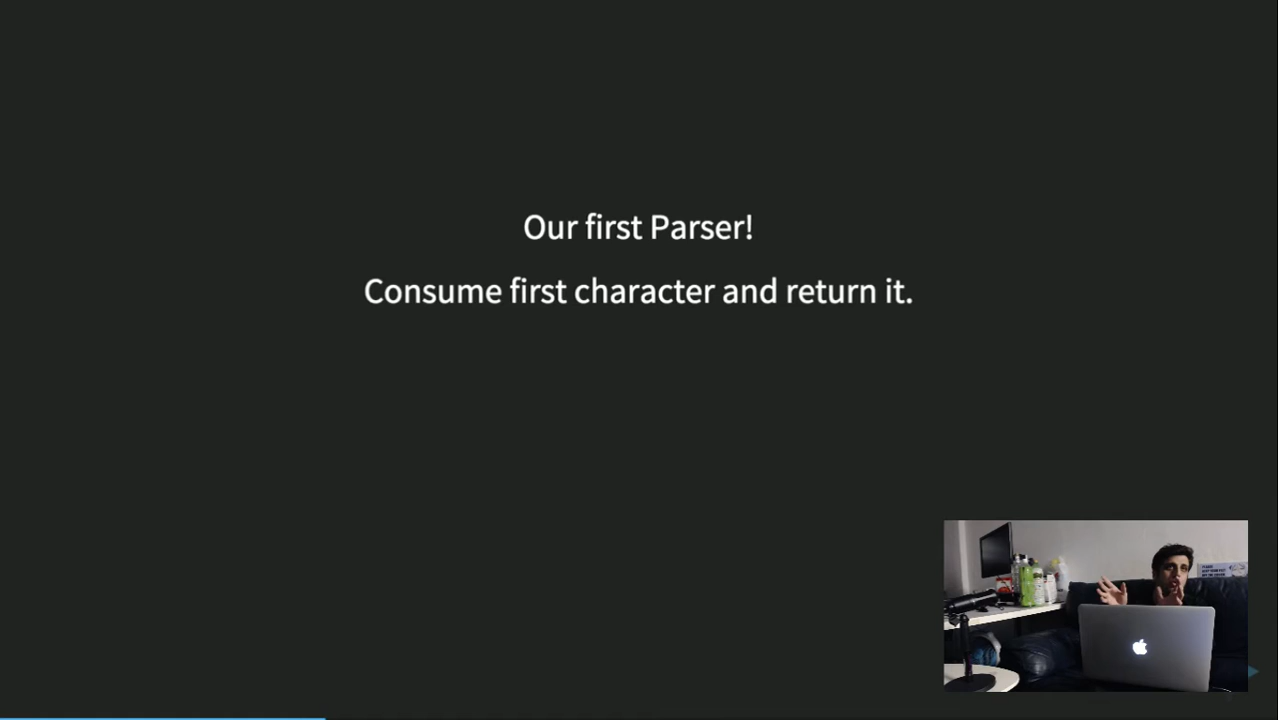 Our first Parser!
Consume first character and return it.